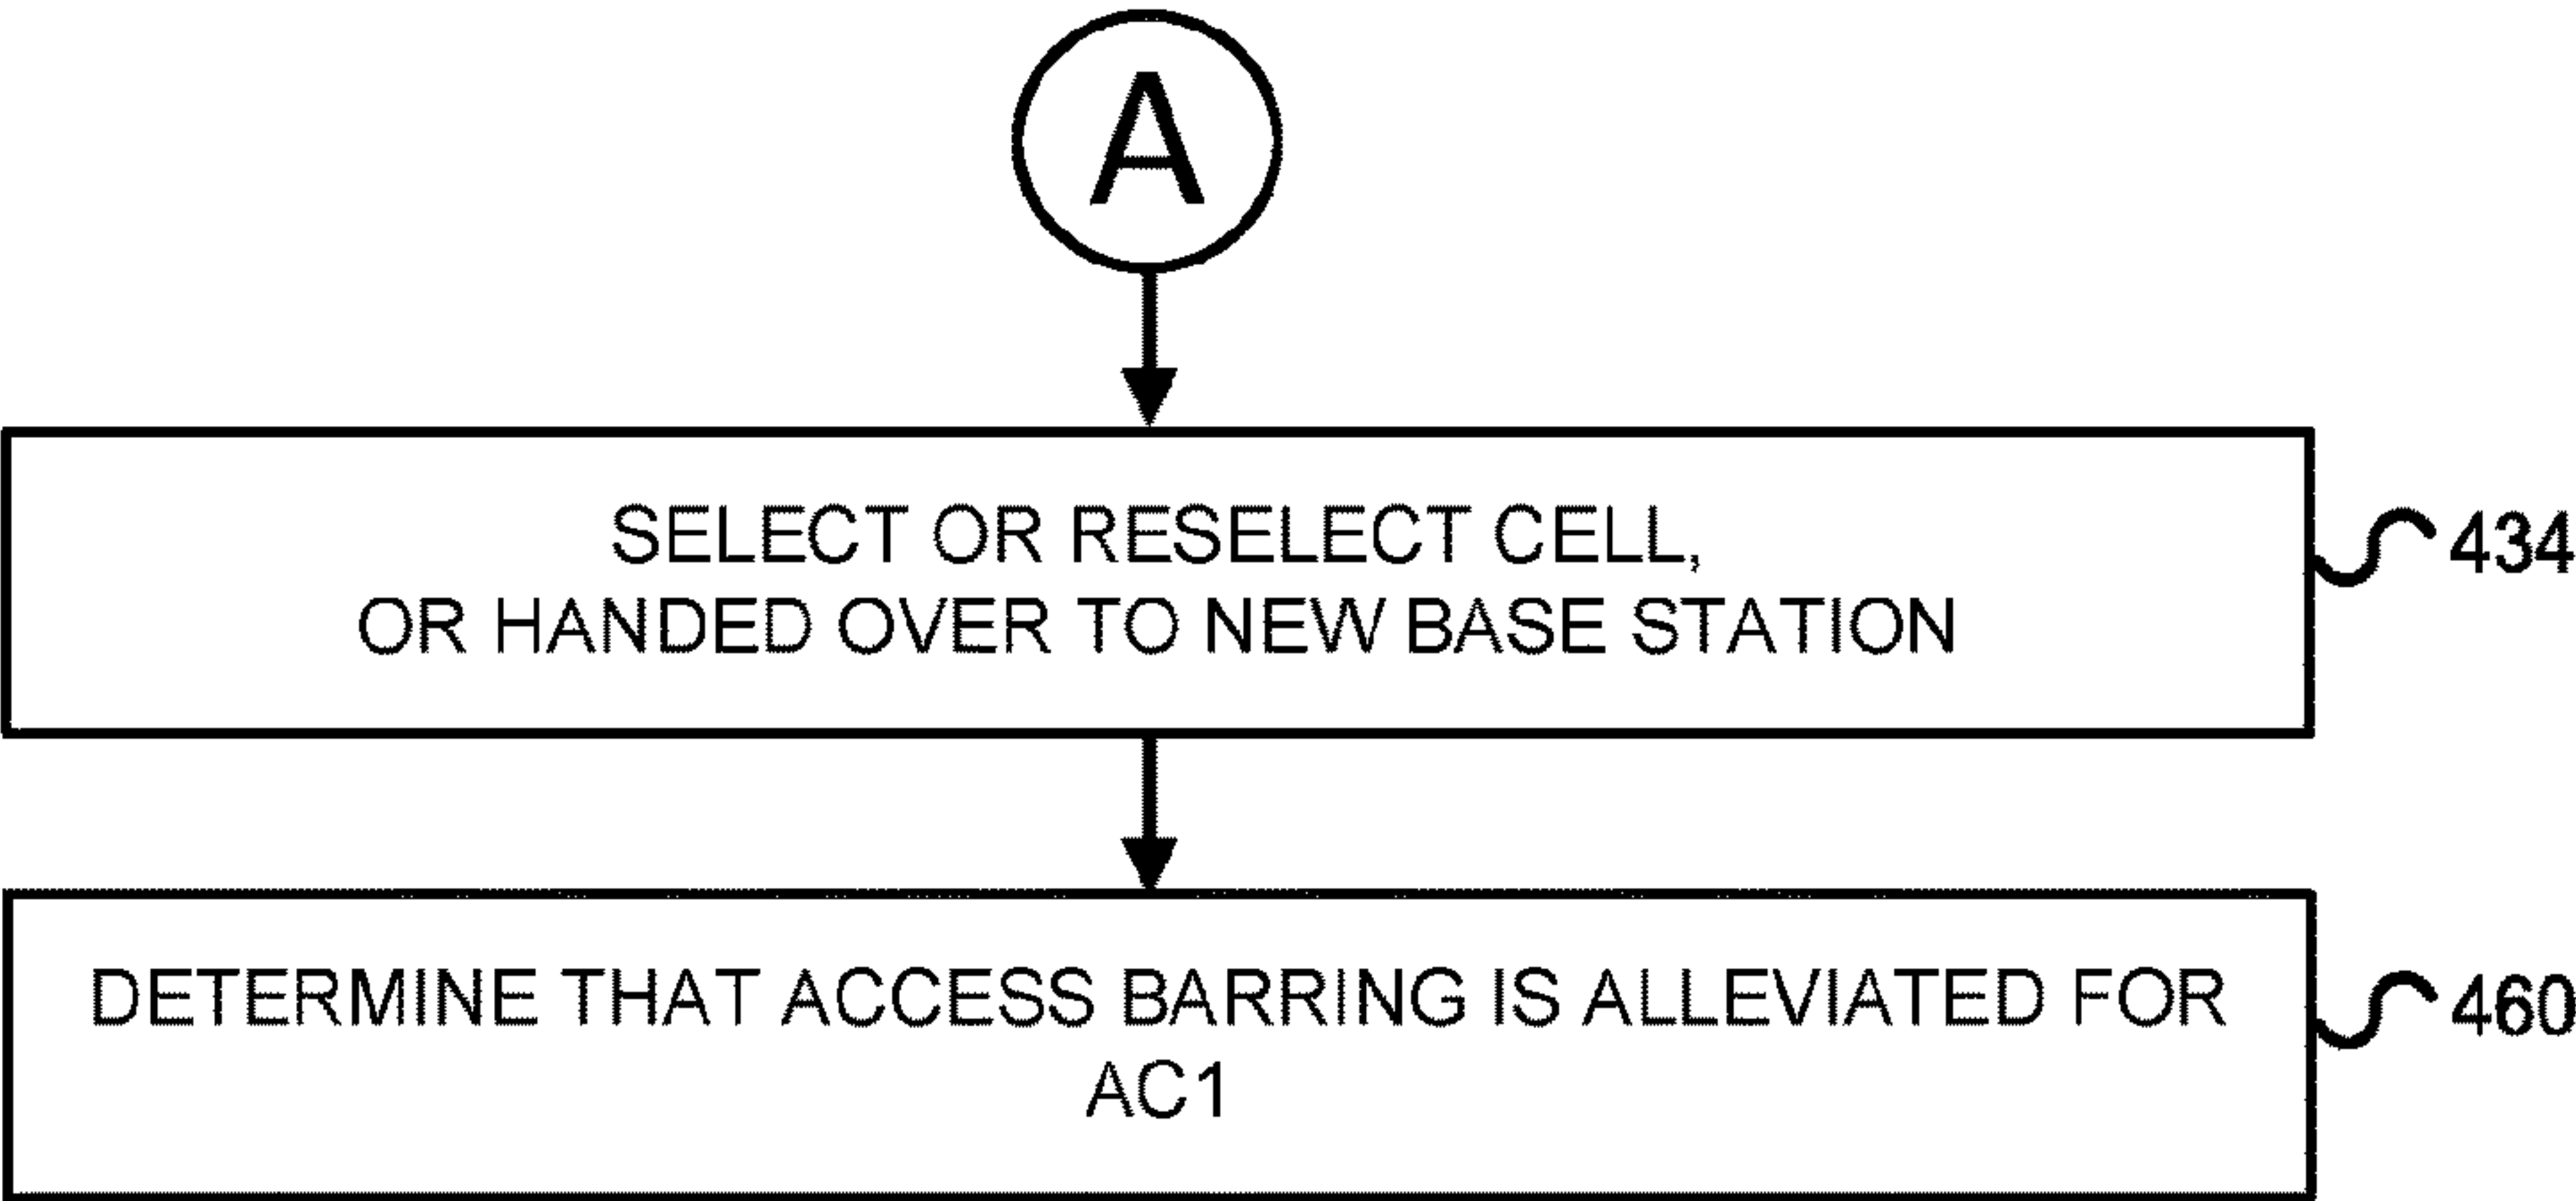 A
SELECT OR RESELECT CELL,
OR HANDED OVER TO NEW BASE STATION
434
DETERMINE THAT ACCESS BARRING IS ALLEVIATED FOR
AC1
460